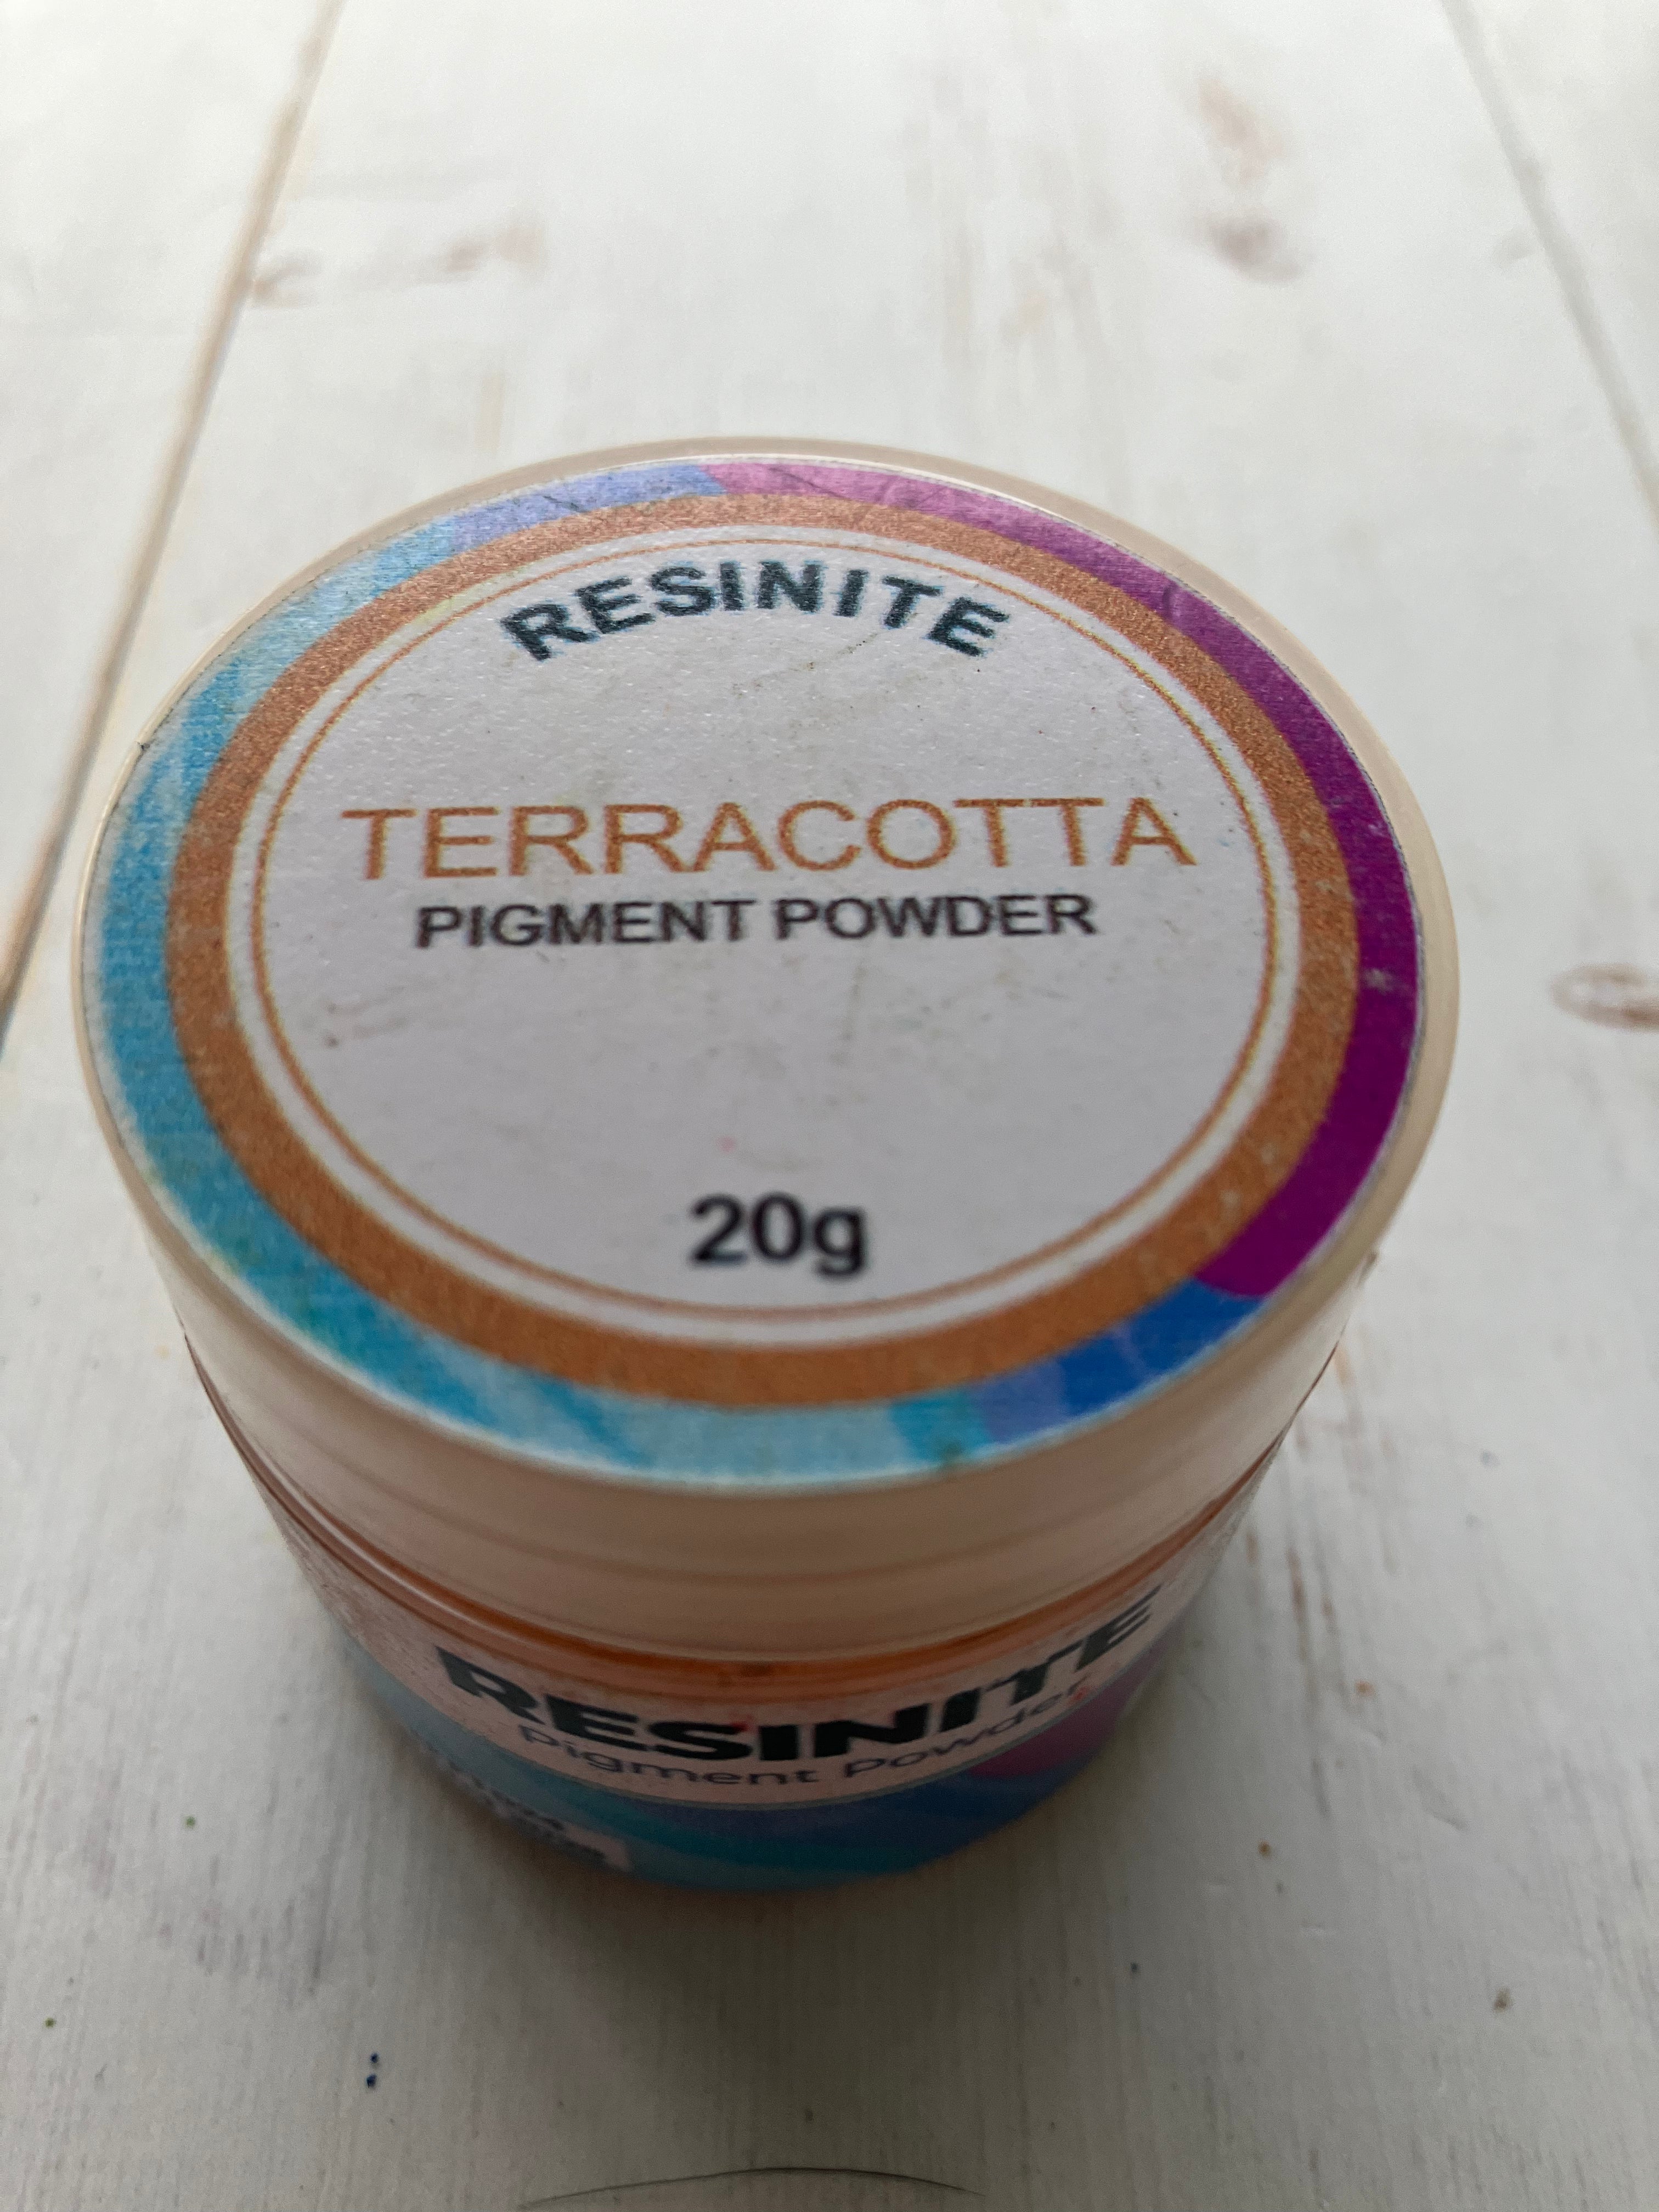 RESINITE
TERRACOTTA
PIGMENT POWDER
20g
RESINITE
Pigment Powder